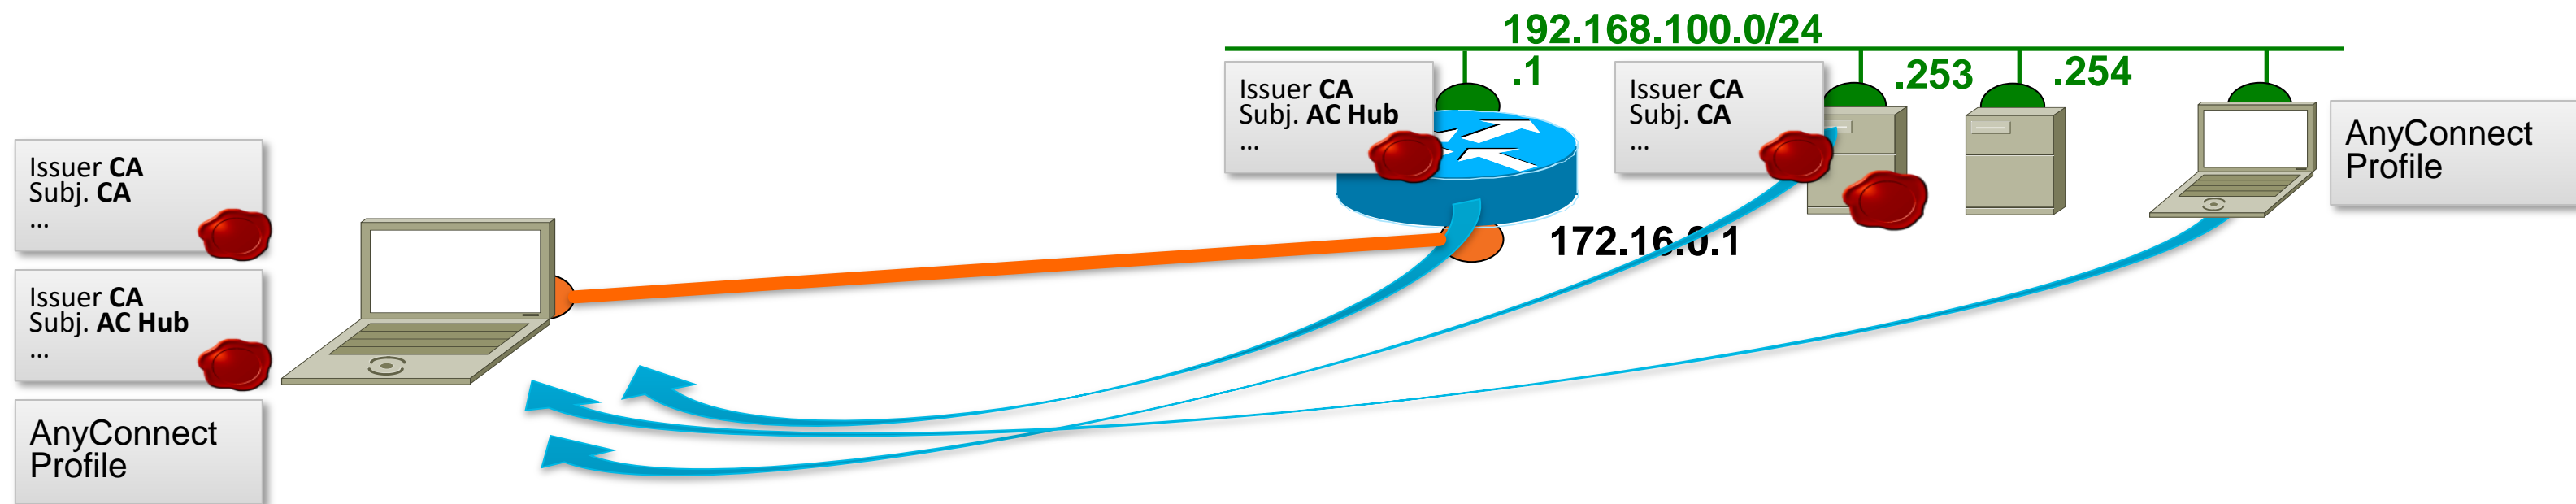 192.168.100.0/24
.1
.253
.254
Issuer CA
Subj. AC Hub
...
Issuer CA
Subj. CA
...
AnyConnect
Profile
Issuer CA
Subj. CA
...
172.16.0.1
Issuer CA
Subj. AC Hub
...
AnyConnect
Profile